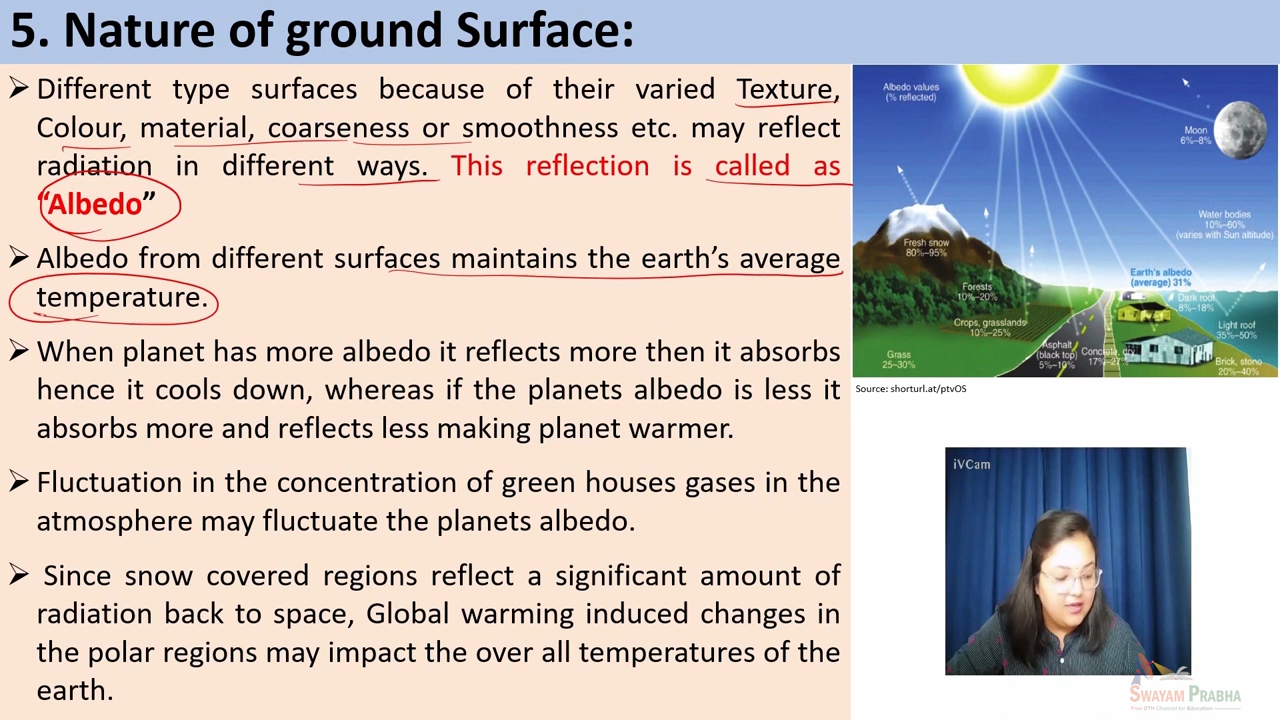 5. Nature of ground Surface:
➢ Different type surfaces because of their varied Texture,
Colour, material, coarseness or smoothness etc. may reflect
radiation in different ways. This reflection is called as
“Albedo”
➢ Albedo from different surfaces maintains the earth’s average
temperature.
➢ When planet has more albedo it reflects more then it absorbs
hence it cools down, whereas if the planets albedo is less it
absorbs more and reflects less making planet warmer.
➢ Fluctuation in the concentration of green houses gases in the
atmosphere may fluctuate the planets albedo.
➢ Since snow covered regions reflect a significant amount of
radiation back to space, Global warming induced changes in
the polar regions may impact the over all temperatures of the
earth.
Albedo values
(% reflected)
Moon
6%–8%
Water bodies
10%–60%
(varies with Sun altitude)
Fresh snow
80%–95%
Earth's albedo
(average) 31%
Forests
10%–20%
Dark roof
8%–18%
Crops, grasslands
10%–25%
Light roof
35%–50%
Asphalt
(black top)
5%–10%
Concrete, dry
17%–27%
Grass
25–30%
Brick, stone
20%–40%
Source: shorturl.at/ptvOS
iVCam
SWAYAM PRABHA
Free DTH Channel for Education